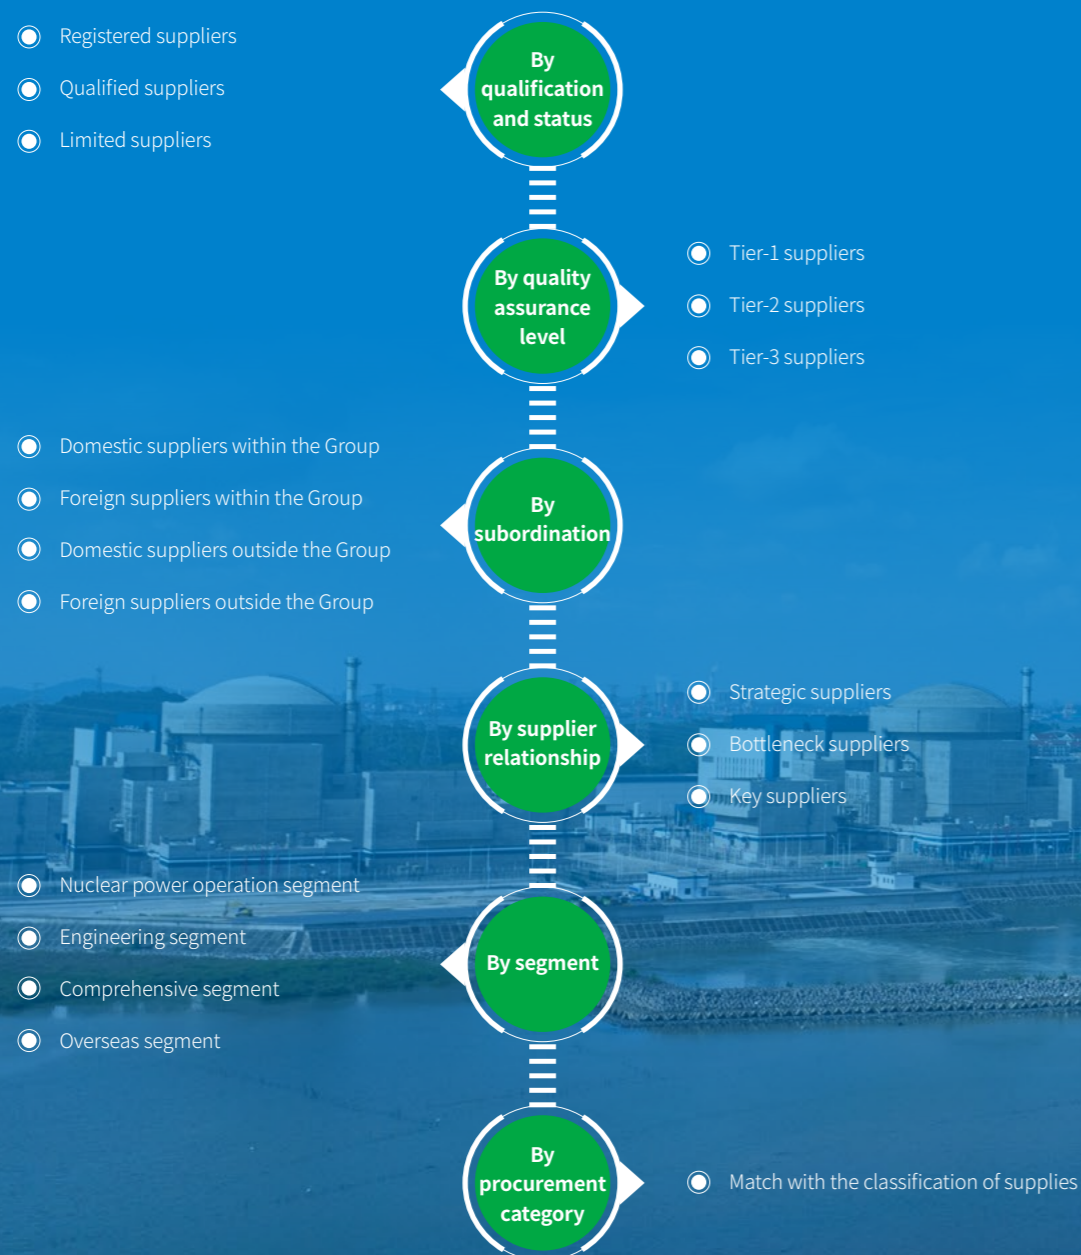 By
qualification
and status
Registered suppliers
Qualified suppliers
Limited suppliers
By quality
assurance
level
Tier-1 suppliers
Tier-2 suppliers
Tier-3 suppliers
By
subordination
Domestic suppliers within the Group
Foreign suppliers within the Group
Domestic suppliers outside the Group
Foreign suppliers outside the Group
By supplier
relationship
Strategic suppliers
Bottleneck suppliers
Key suppliers
By segment
Nuclear power operation segment
Engineering segment
Comprehensive segment
Overseas segment
By
procurement
category
Match with the classification of supplies